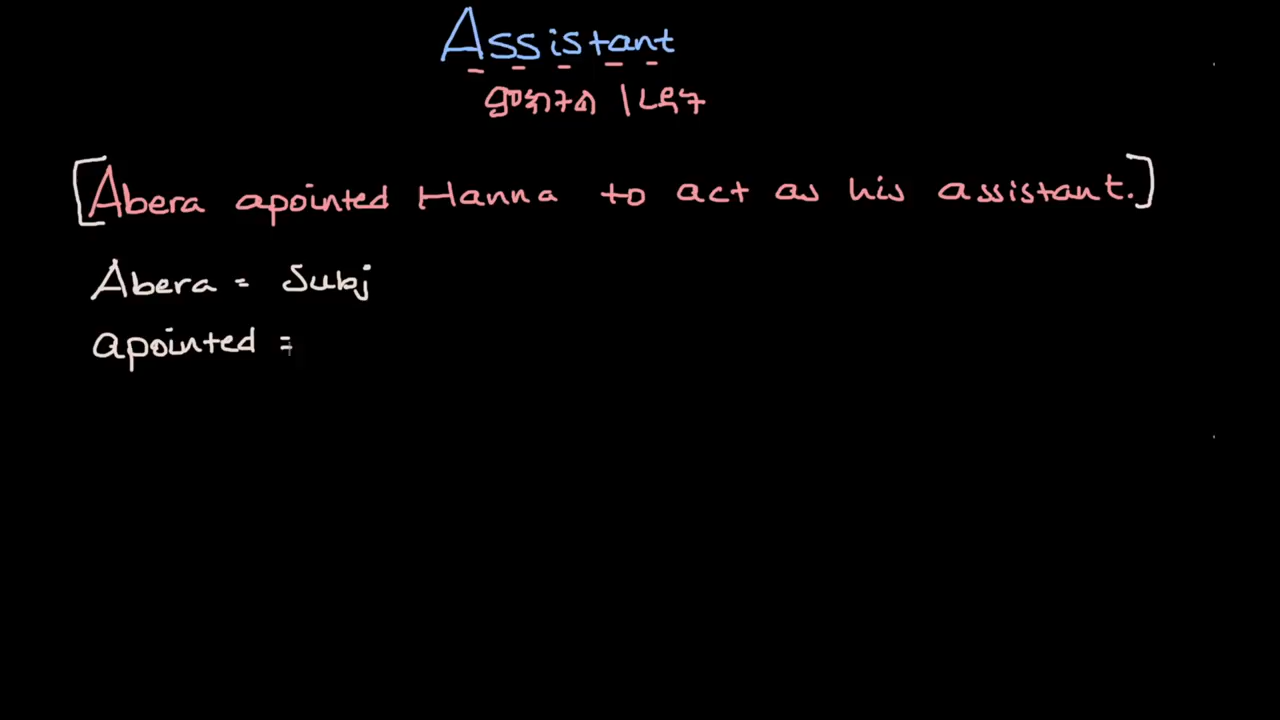 Assistant
ምክትል / ረዳት
[Abera apointed Hanna to act as his assistant.]
Abera = Subj
apointed =